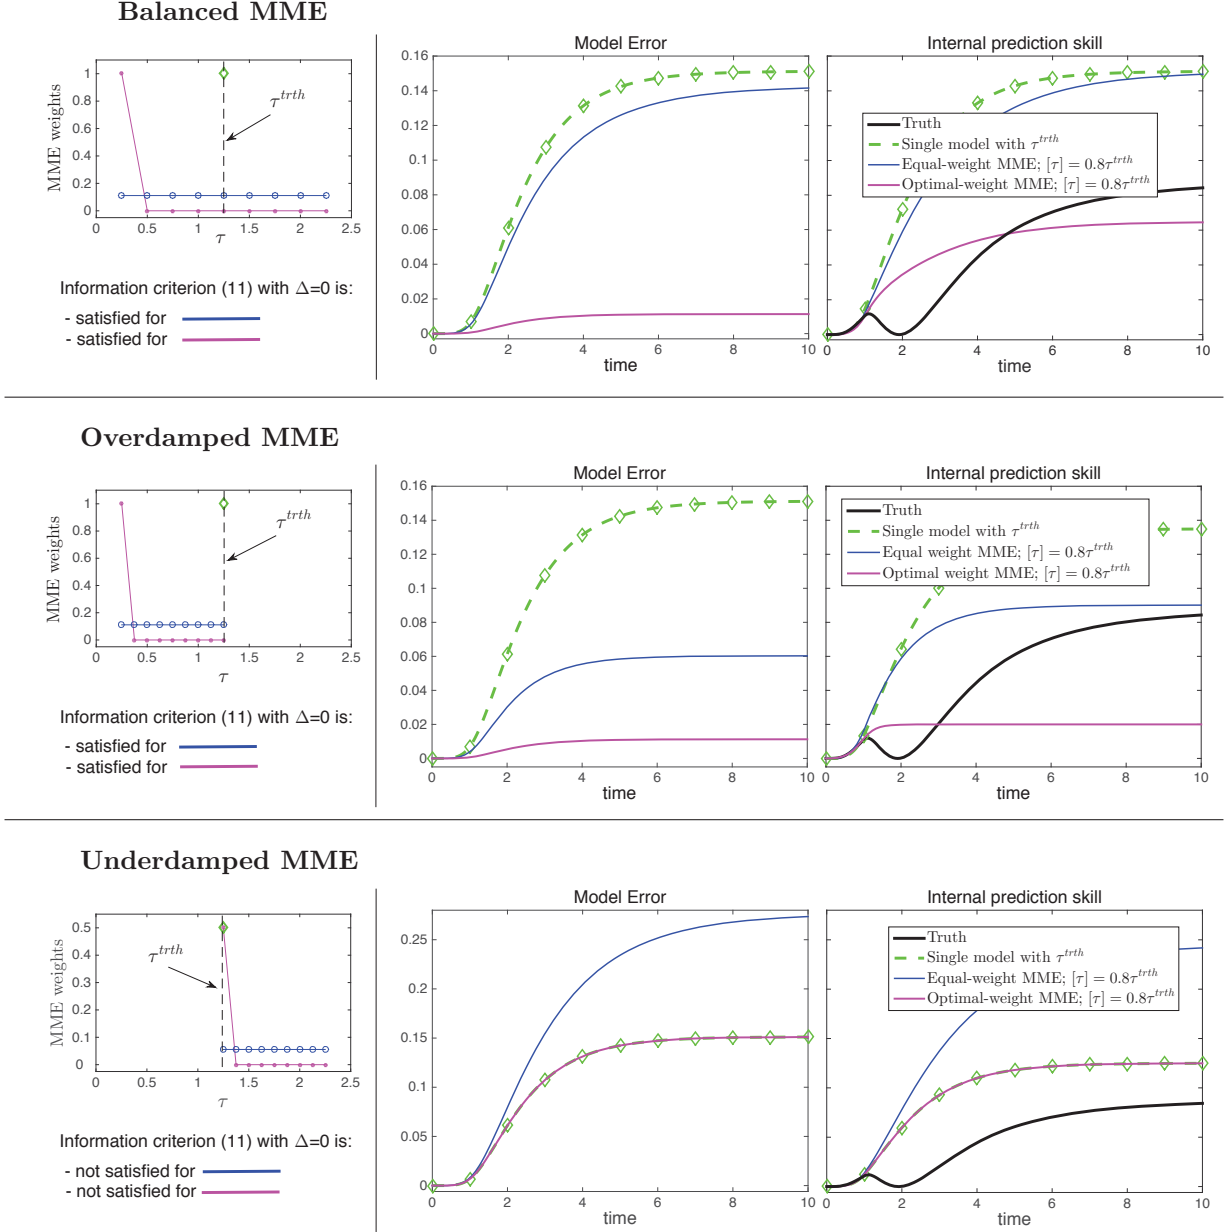 Balanced MME
MME weights
1
0.8
0.6
0.4
0.2
0
0 0.5 1 1.5 2 2.5
τ
τ^trth
Information criterion (11) with Δ=0 is:
- satisfied for
- satisfied for
Model Error
0.16
0.14
0.12
0.1
0.08
0.06
0.04
0.02
0
0 2 4 6 8 10
time
Internal prediction skill
Truth
Single model with τ^trth
Equal-weight MME; [τ] = 0.8τ^trth
Optimal-weight MME; [τ] = 0.8τ^trth
0 2 4 6 8 10
time
Overdamped MME
MME weights
1
0.8
0.6
0.4
0.2
0
0 0.5 1 1.5 2 2.5
τ
τ^trth
Information criterion (11) with Δ=0 is:
- satisfied for
- satisfied for
Model Error
0.16
0.14
0.12
0.1
0.08
0.06
0.04
0.02
0
0 2 4 6 8 10
time
Internal prediction skill
Truth
Single model with τ^trth
Equal weight MME; [τ] = 0.8τ^trth
Optimal weight MME; [τ] = 0.8τ^trth
0 2 4 6 8 10
time
Underdamped MME
MME weights
0.5
0.4
0.3
0.2
0.1
0
0 0.5 1 1.5 2 2.5
τ
τ^trth
Information criterion (11) with Δ=0 is:
- not satisfied for
- not satisfied for
Model Error
0.25
0.2
0.15
0.1
0.05
0
0 2 4 6 8 10
time
Internal prediction skill
Truth
Single model with τ^trth
Equal-weight MME; [τ] = 0.8τ^trth
Optimal-weight MME; [τ] = 0.8τ^trth
0 2 4 6 8 10
time